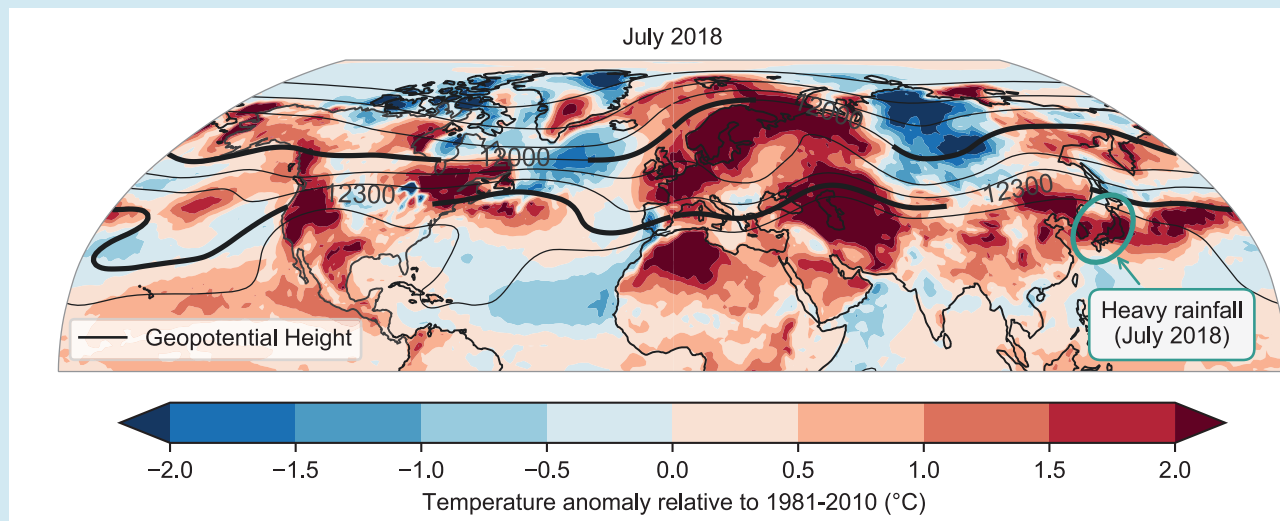 July 2018
12000
12000
12300
12300
Geopotential Height
Heavy rainfall
(July 2018)
−2.0 −1.5 −1.0 −0.5 0.0 0.5 1.0 1.5 2.0
Temperature anomaly relative to 1981-2010 (°C)